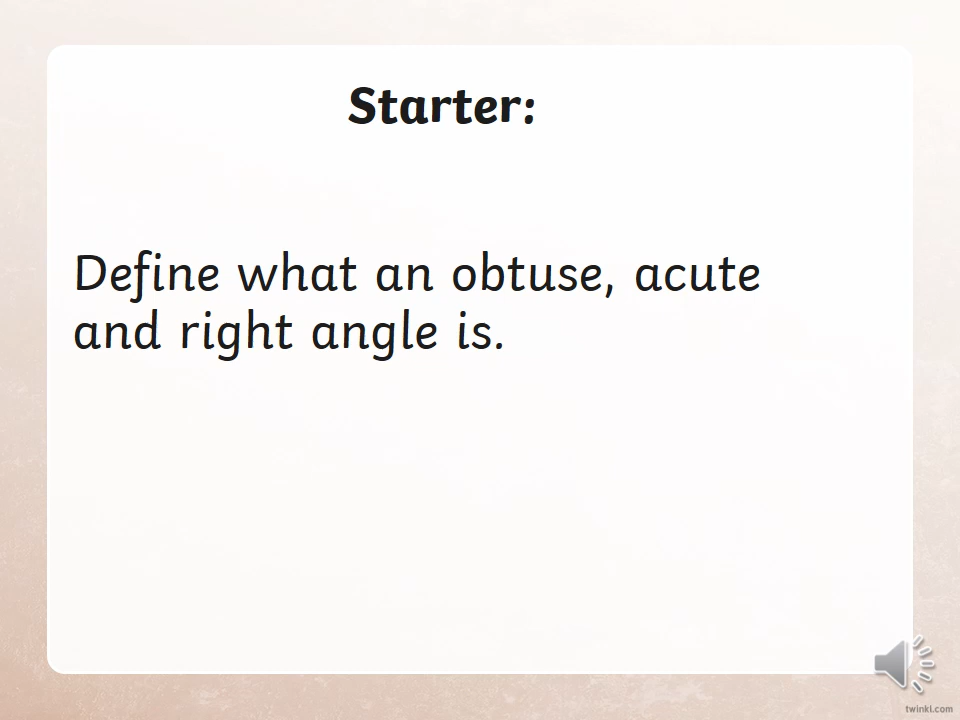 Starter:
Define what an obtuse, acute
and right angle is.
twinkl.com